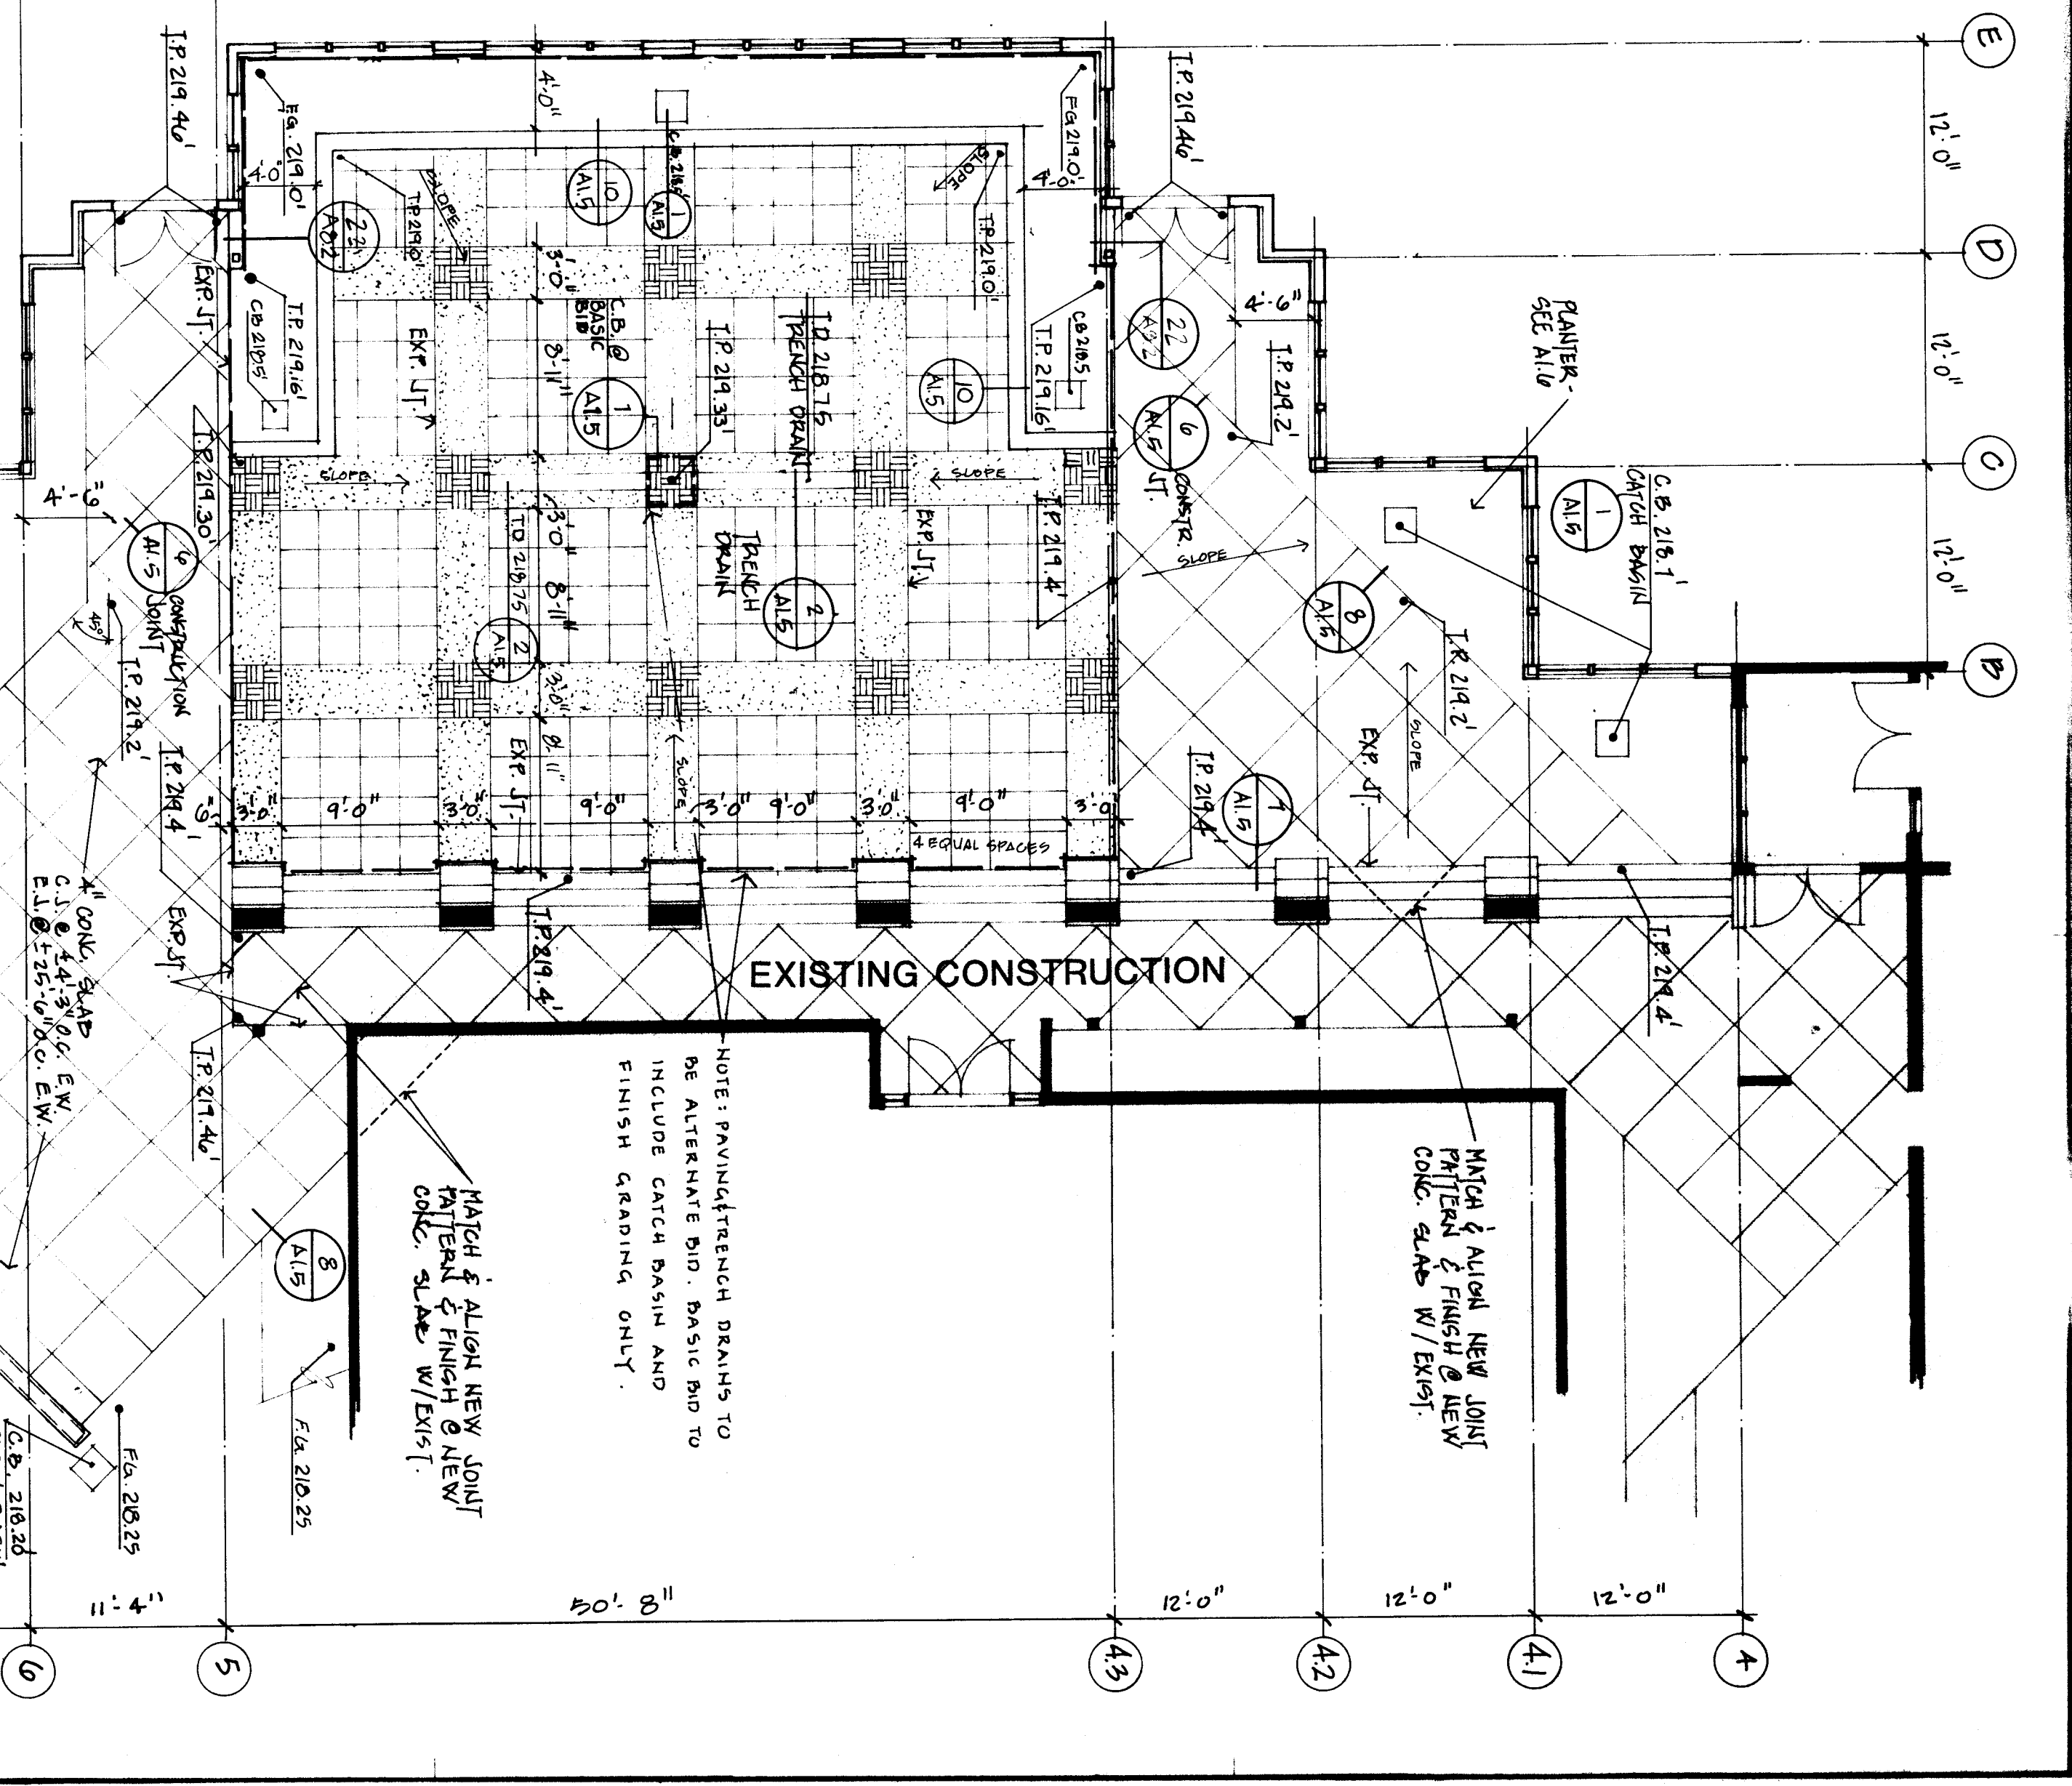 E
12'-0"
D
12'-0"
C
12'-0"
B
T.P. 219.46'
4'-0"
F.G. 219.0'
4'-0"
22
A8.2
T.P. 219.0'
SLOPE
10
A1.5
1
A1.5
SLOPE
T.P. 219.0'
FG 219.0'
4'-0"
T.P. 219.46'
EXP. JT.
T.P. 219.16'
C.B. 218.5'
EXP. JT.
3'-0"
C.B. @
BASIC
BID
8'-11"
7
A1.5
T.P. 219.33'
T.D. 218.75
TRENCH DRAIN
10
A1.5
CB 218.5
T.P. 219.16'
22
4'-6"
T.P. 219.2'
6
A1.5
CONSTR.
JT.
PLANTER -
SEE A1.6
C.B. 218.7'
CATCH BASIN
1
A1.5
4'-6"
T.P. 219.30'
SLOPE
SLOPE
6
A1.5
CONSTRUCTION
JOINT
45°
T.P. 219.2'
T.D. 218.75
3'-0"
8'-11"
2
A1.5
TRENCH
DRAIN
2
A1.5
EXP. JT.
T.P. 219.4'
SLOPE
8
A1.5
T.P. 219.2'
SLOPE
EXP. JT.
3'-0"
8'-11"
EXP. JT.
SLOPE
T.P. 219.4'
6"
3'-0"
9'-0"
3'-0"
9'-0"
3'-0"
9'-0"
3'-0"
9'-0"
3'-0"
4 EQUAL SPACES
T.P. 219.4'
7
A1.5
4" CONC. SLAB
C.J. @ ±4'-3" O.C. E.W.
E.J. @ ±25'-6" O.C. E.W.
EXP. JT.
T.P. 219.4'
EXISTING CONSTRUCTION
T.P. 219.4'
T.P. 219.46'
NOTE: PAVING & TRENCH DRAINS TO
BE ALTERNATE BID. BASIC BID TO
INCLUDE CATCH BASIN AND
FINISH GRADING ONLY.
MATCH & ALIGN NEW JOINT
PATTERN & FINISH @ NEW
CONC. SLAB W/EXIST.
MATCH & ALIGN NEW JOINT
PATTERN & FINISH @ NEW
CONC. SLAB W/EXIST.
8
A1.5
F.G. 218.25
F.G. 218.25
C.B. 218.20
11'-4"
50'-8"
12'-0"
12'-0"
12'-0"
6
5
4.3
4.2
4.1
4